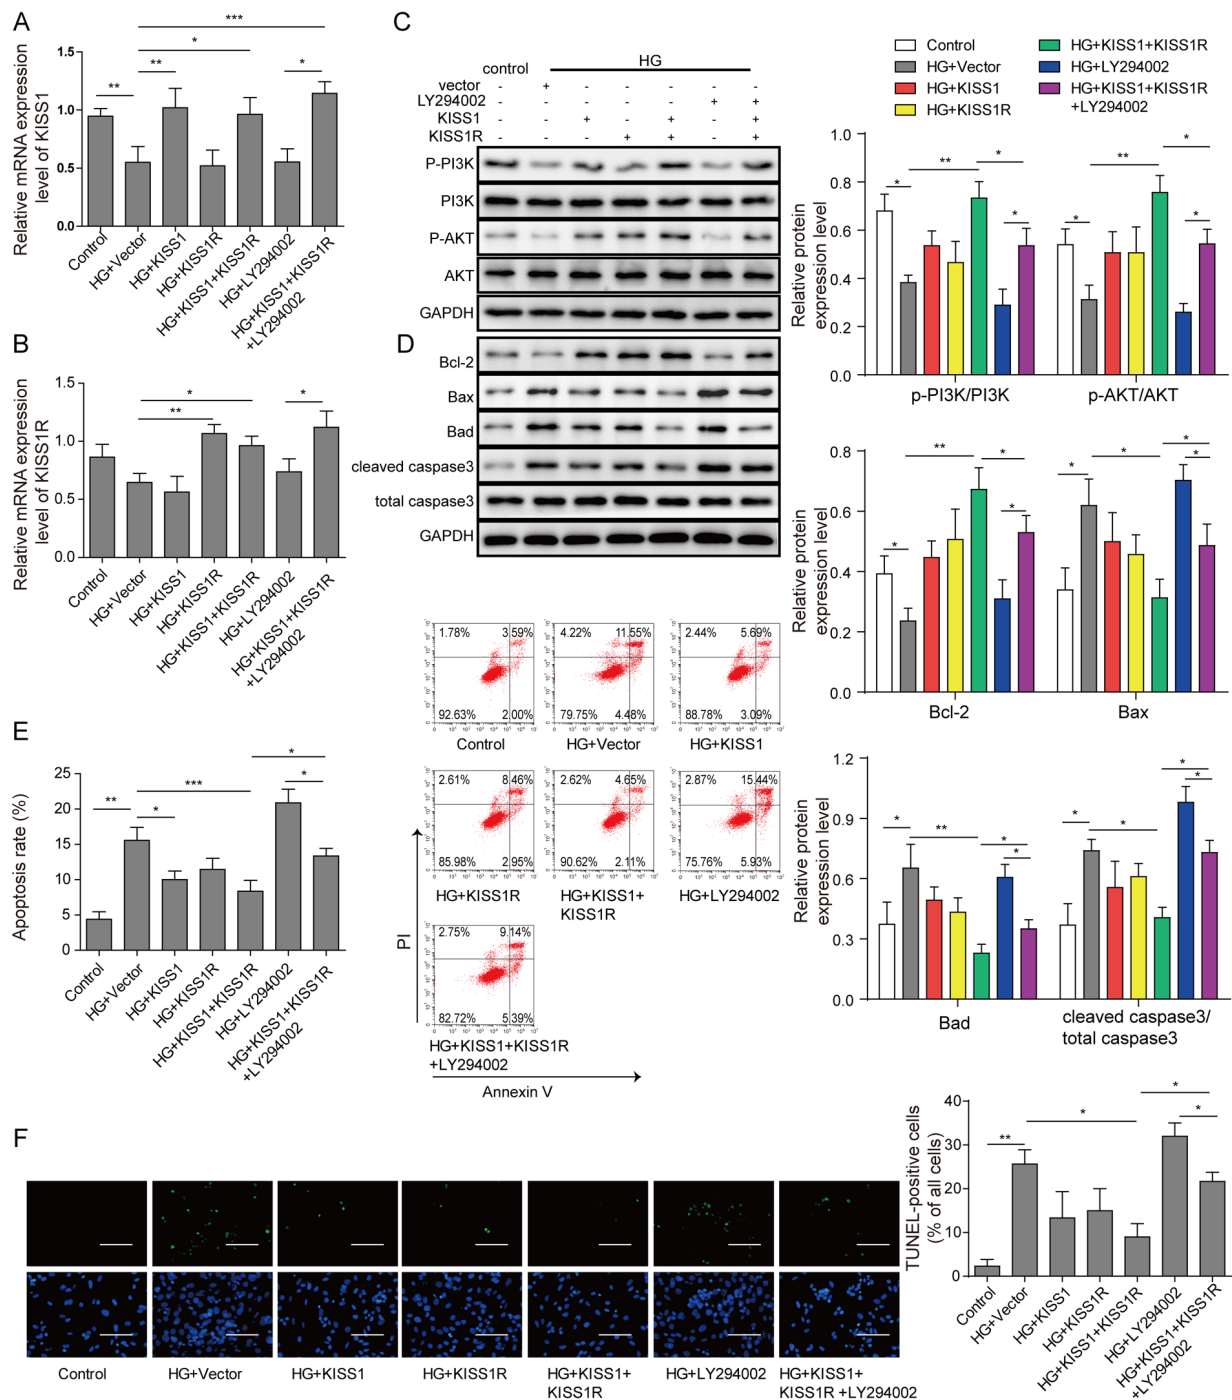 A
Relative mRNA expression
level of KISS1
1.5
1.0
0.5
0.0
**
**
*
***
*
Control
HG+Vector
HG+KISS1
HG+KISS1R
HG+KISS1+KISS1R
HG+LY294002
HG+KISS1+KISS1R
+LY294002
B
Relative mRNA expression
level of KISS1R
1.5
1.0
0.5
0.0
*
**
*
Control
HG+Vector
HG+KISS1
HG+KISS1R
HG+KISS1+KISS1R
HG+LY294002
HG+KISS1+KISS1R
+LY294002
C
control HG
vector - + - - - - -
LY294002 - - - - - + +
KISS1 - - + - + - +
KISS1R - - - + + - +
P-PI3K
PI3K
P-AKT
AKT
GAPDH
Control
HG+Vector
HG+KISS1
HG+KISS1R
HG+KISS1+KISS1R
HG+LY294002
HG+KISS1+KISS1R
+LY294002
Relative protein
expression level
1.0
0.8
0.6
0.4
0.2
0.0
* ** * *
* ** * *
p-PI3K/PI3K p-AKT/AKT
D
Bcl-2
Bax
Bad
cleaved caspase3
total caspase3
GAPDH
Relative protein
expression level
0.8
0.6
0.4
0.2
0.0
* ** * *
* * * *
Bcl-2 Bax
Relative protein
expression level
1.2
0.9
0.6
0.3
0.0
* ** * *
* * * *
Bad
cleaved caspase3/
total caspase3
E
Apoptosis rate (%)
25
20
15
10
5
0
**
*
***
*
*
Control
HG+Vector
HG+KISS1
HG+KISS1R
HG+KISS1+KISS1R
HG+LY294002
HG+KISS1+KISS1R
+LY294002
1.78% 3.59%
92.63% 2.00%
Control
4.22% 11.55%
79.75% 4.48%
HG+Vector
2.44% 5.69%
88.78% 3.09%
HG+KISS1
2.61% 8.46%
85.98% 2.95%
HG+KISS1R
2.62% 4.65%
90.62% 2.11%
HG+KISS1+
KISS1R
2.87% 15.44%
75.76% 5.93%
HG+LY294002
2.75% 9.14%
82.72% 5.39%
HG+KISS1+KISS1R
+LY294002
PI
Annexin V
F
Control
HG+Vector
HG+KISS1
HG+KISS1R
HG+KISS1+
KISS1R
HG+LY294002
HG+KISS1+
KISS1R +LY294002
TUNEL-positive cells
(% of all cells)
40
30
20
10
0
**
*
*
*
Control
HG+Vector
HG+KISS1
HG+KISS1R
HG+KISS1+KISS1R
HG+LY294002
HG+KISS1+KISS1R
+LY294002